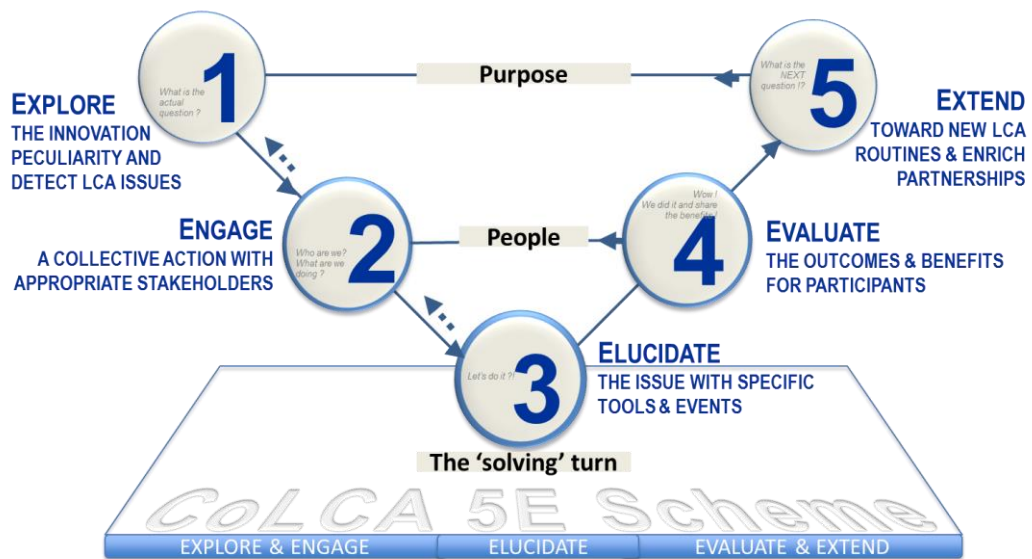 1
What is the
actual
question ?
EXPLORE
THE INNOVATION
PECULIARITY AND
DETECT LCA ISSUES
Purpose
5
What is the
NEXT
question !?
EXTEND
TOWARD NEW LCA
ROUTINES & ENRICH
PARTNERSHIPS
2
Who are we?
What are we
doing ?
ENGAGE
A COLLECTIVE ACTION WITH
APPROPRIATE STAKEHOLDERS
People
4
Wow !
We did it and share
the benefits !
EVALUATE
THE OUTCOMES & BENEFITS
FOR PARTICIPANTS
3
Let's do it ?!
ELUCIDATE
THE ISSUE WITH SPECIFIC
TOOLS & EVENTS
The ‘solving’ turn
CoLCA 5E Scheme
EXPLORE & ENGAGE
ELUCIDATE
EVALUATE & EXTEND